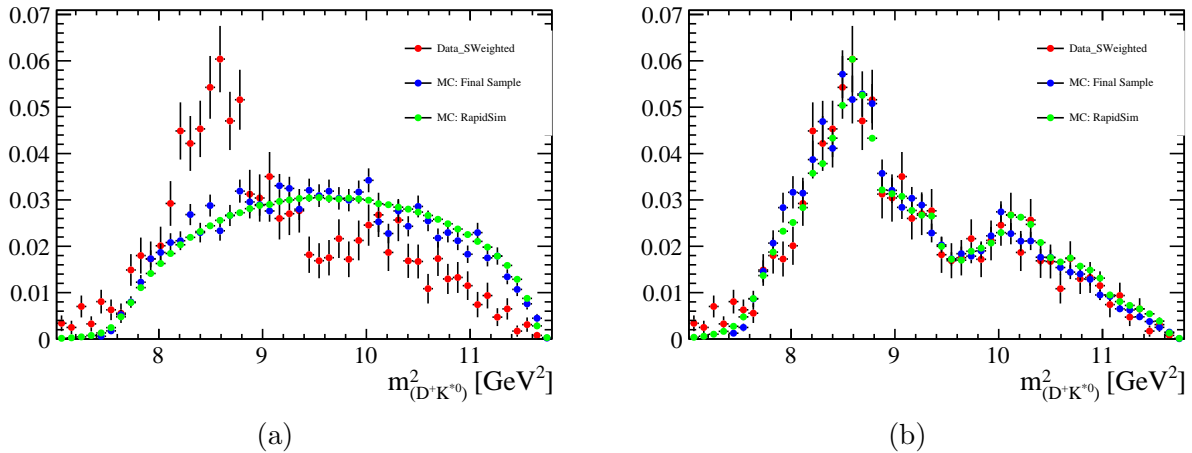 0.07
0.06
0.05
0.04
0.03
0.02
0.01
0
8 9 10 11
m²(D⁺K*⁰) [GeV²]
Data_SWeighted
MC: Final Sample
MC: RapidSim
(a)
0.07
0.06
0.05
0.04
0.03
0.02
0.01
0
8 9 10 11
m²(D⁺K*⁰) [GeV²]
Data_SWeighted
MC: Final Sample
MC: RapidSim
(b)